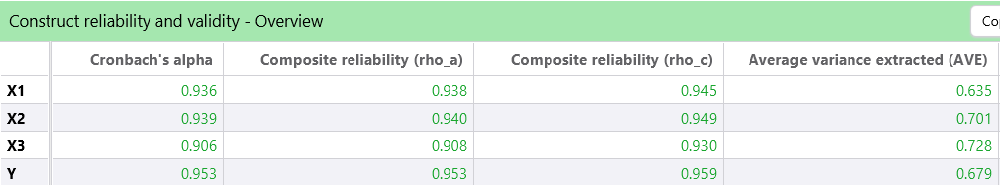 Construct reliability and validity - Overview
Cronbach's alpha Composite reliability (rho_a) Composite reliability (rho_c) Average variance extracted (AVE)
X1 0.936 0.938 0.945 0.635
X2 0.939 0.940 0.949 0.701
X3 0.906 0.908 0.930 0.728
Y 0.953 0.953 0.959 0.679